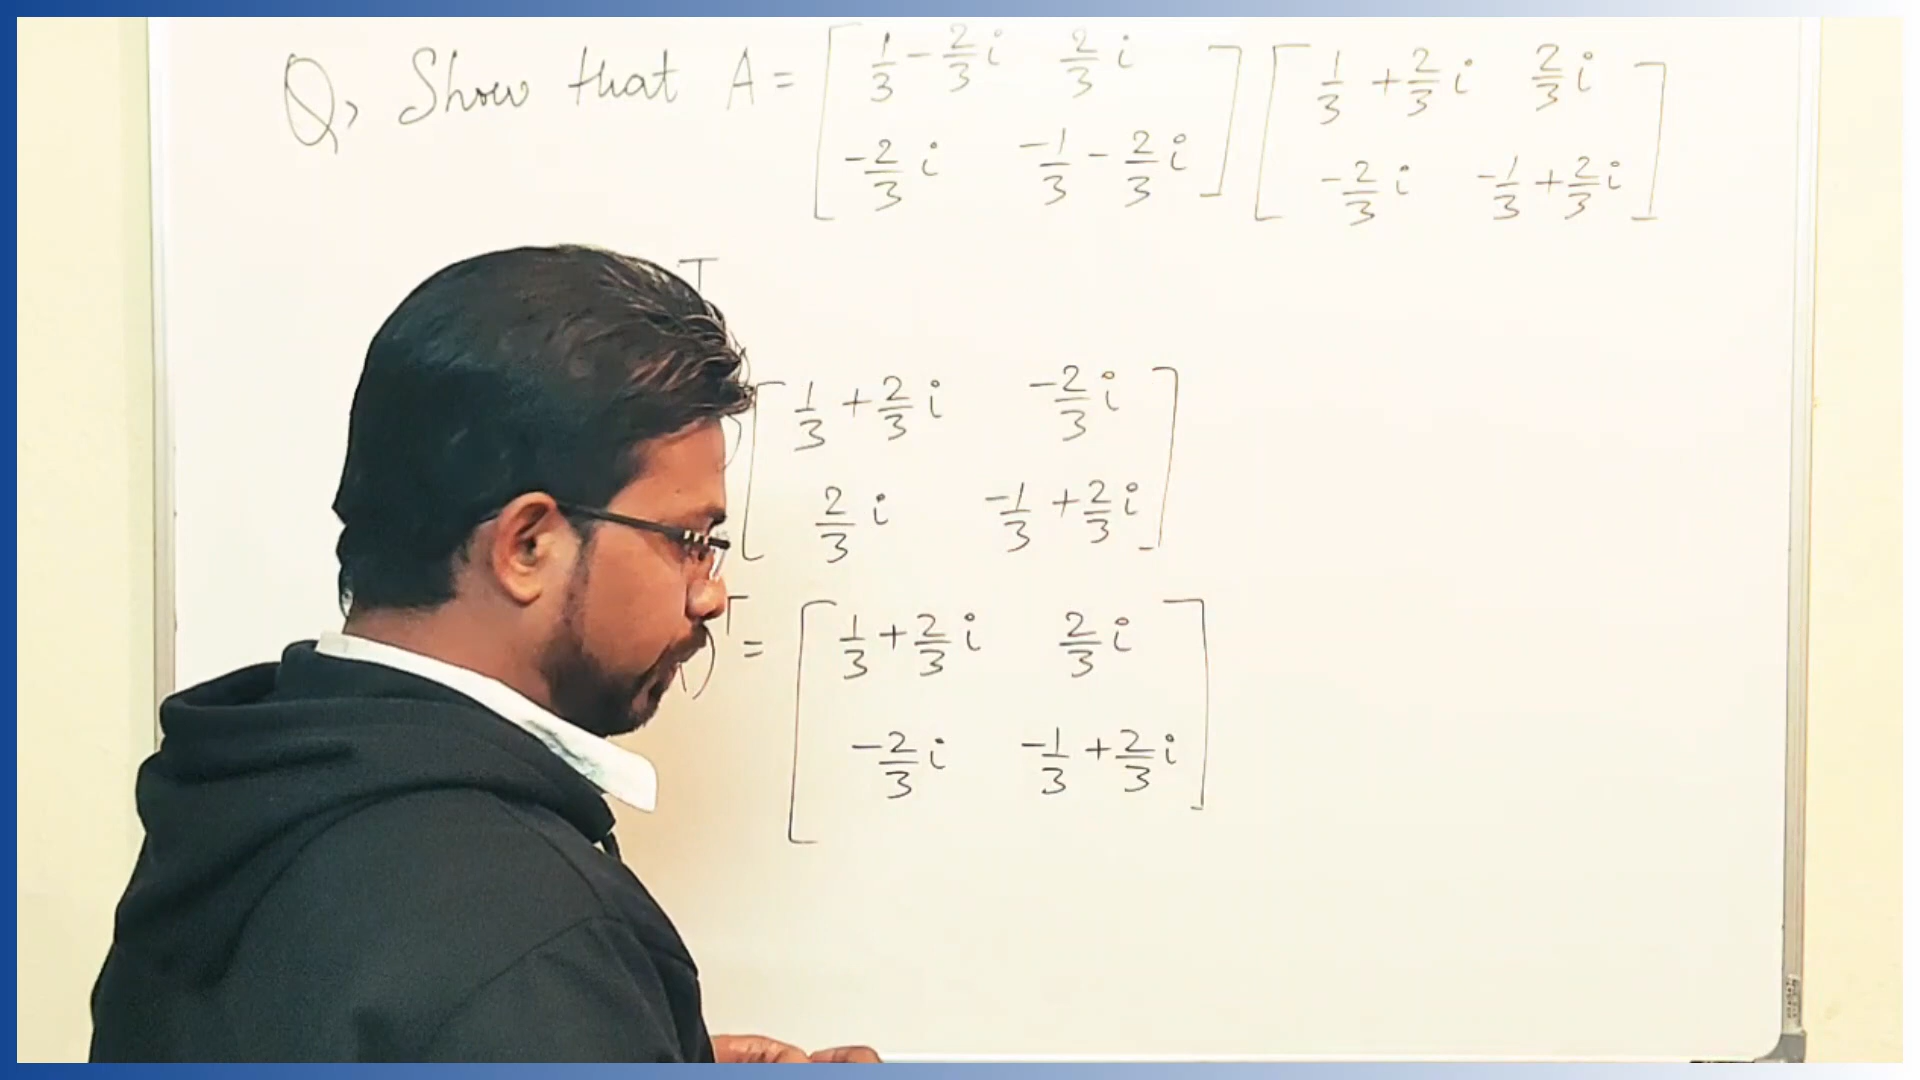 Q, Show that A = [ 1/3 - 2/3 i   2/3 i ] [ 1/3 + 2/3 i   2/3 i ]
[ -2/3 i   -1/3 - 2/3 i ] [ -2/3 i   -1/3 + 2/3 i ]
T
[ 1/3 + 2/3 i   -2/3 i ]
[ 2/3 i   -1/3 + 2/3 i ]
)T = [ 1/3 + 2/3 i   2/3 i ]
[ -2/3 i   -1/3 + 2/3 i ]